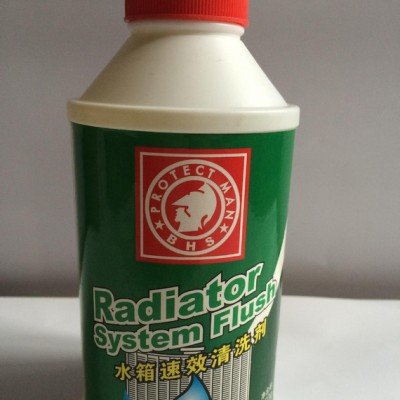 PROTECT MAN
BHS
Radiator
System Flush
水箱速效清洗剂